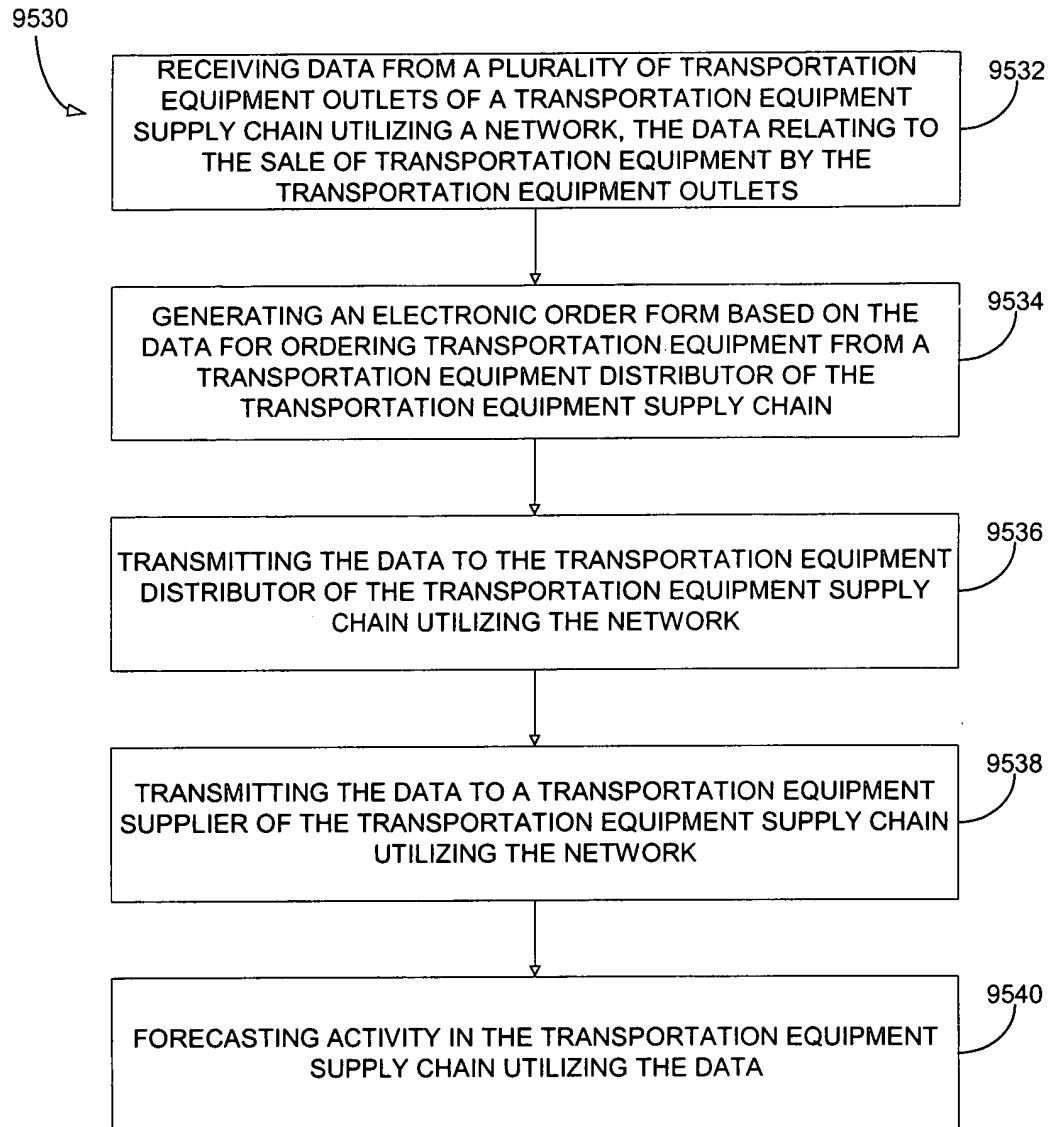 9530
RECEIVING DATA FROM A PLURALITY OF TRANSPORTATION
EQUIPMENT OUTLETS OF A TRANSPORTATION EQUIPMENT
SUPPLY CHAIN UTILIZING A NETWORK, THE DATA RELATING TO
THE SALE OF TRANSPORTATION EQUIPMENT BY THE
TRANSPORTATION EQUIPMENT OUTLETS
9532
GENERATING AN ELECTRONIC ORDER FORM BASED ON THE
DATA FOR ORDERING TRANSPORTATION EQUIPMENT FROM A
TRANSPORTATION EQUIPMENT DISTRIBUTOR OF THE
TRANSPORTATION EQUIPMENT SUPPLY CHAIN
9534
TRANSMITTING THE DATA TO THE TRANSPORTATION EQUIPMENT
DISTRIBUTOR OF THE TRANSPORTATION EQUIPMENT SUPPLY
CHAIN UTILIZING THE NETWORK
9536
TRANSMITTING THE DATA TO A TRANSPORTATION EQUIPMENT
SUPPLIER OF THE TRANSPORTATION EQUIPMENT SUPPLY CHAIN
UTILIZING THE NETWORK
9538
FORECASTING ACTIVITY IN THE TRANSPORTATION EQUIPMENT
SUPPLY CHAIN UTILIZING THE DATA
9540